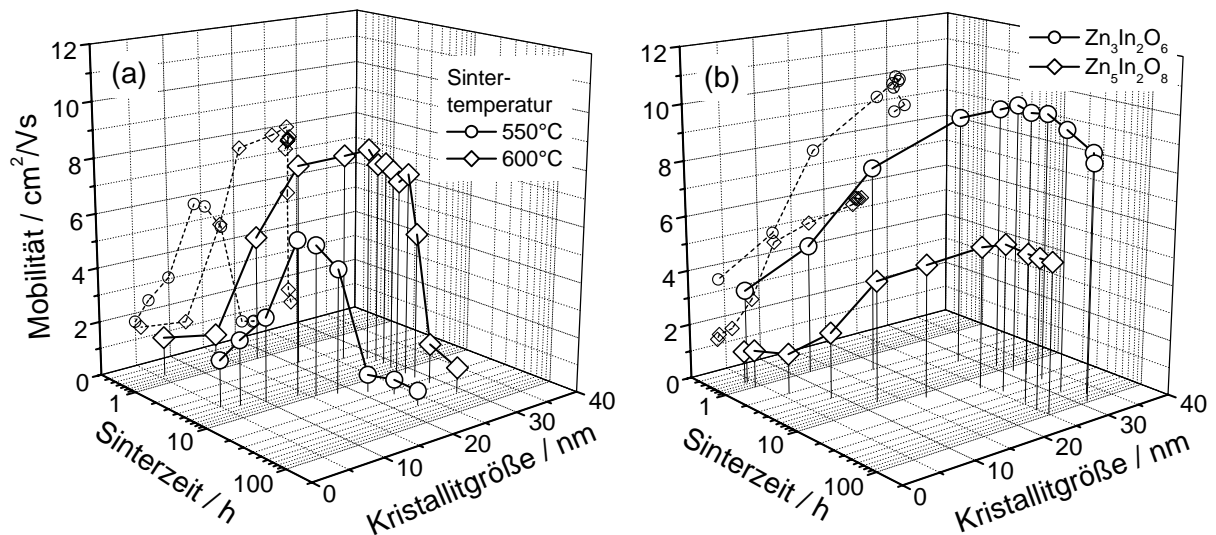 12
10
8
6
4
2
0
Mobilität / cm²/Vs
(a)
Sinter-
temperatur
550°C
600°C
1
10
100
Sinterzeit / h
0
10
20
30
40
Kristallitgröße / nm
12
10
8
6
4
2
0
(b)
Zn₃In₂O₆
Zn₅In₂O₈
1
10
100
Sinterzeit / h
0
10
20
30
40
Kristallitgröße / nm